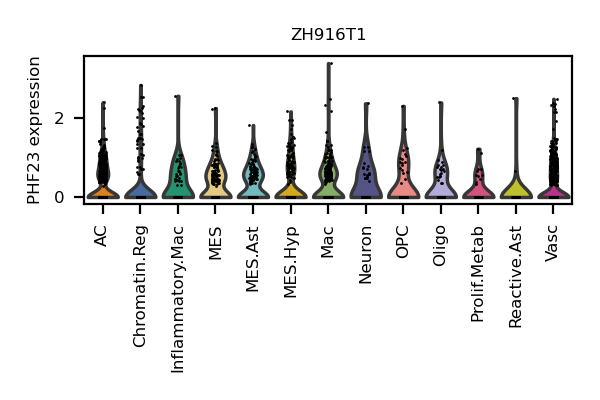 ZH916T1
PHF23 expression
2
0
AC
Chromatin.Reg
Inflammatory.Mac
MES
MES.Ast
MES.Hyp
Mac
Neuron
OPC
Oligo
Prolif.Metab
Reactive.Ast
Vasc